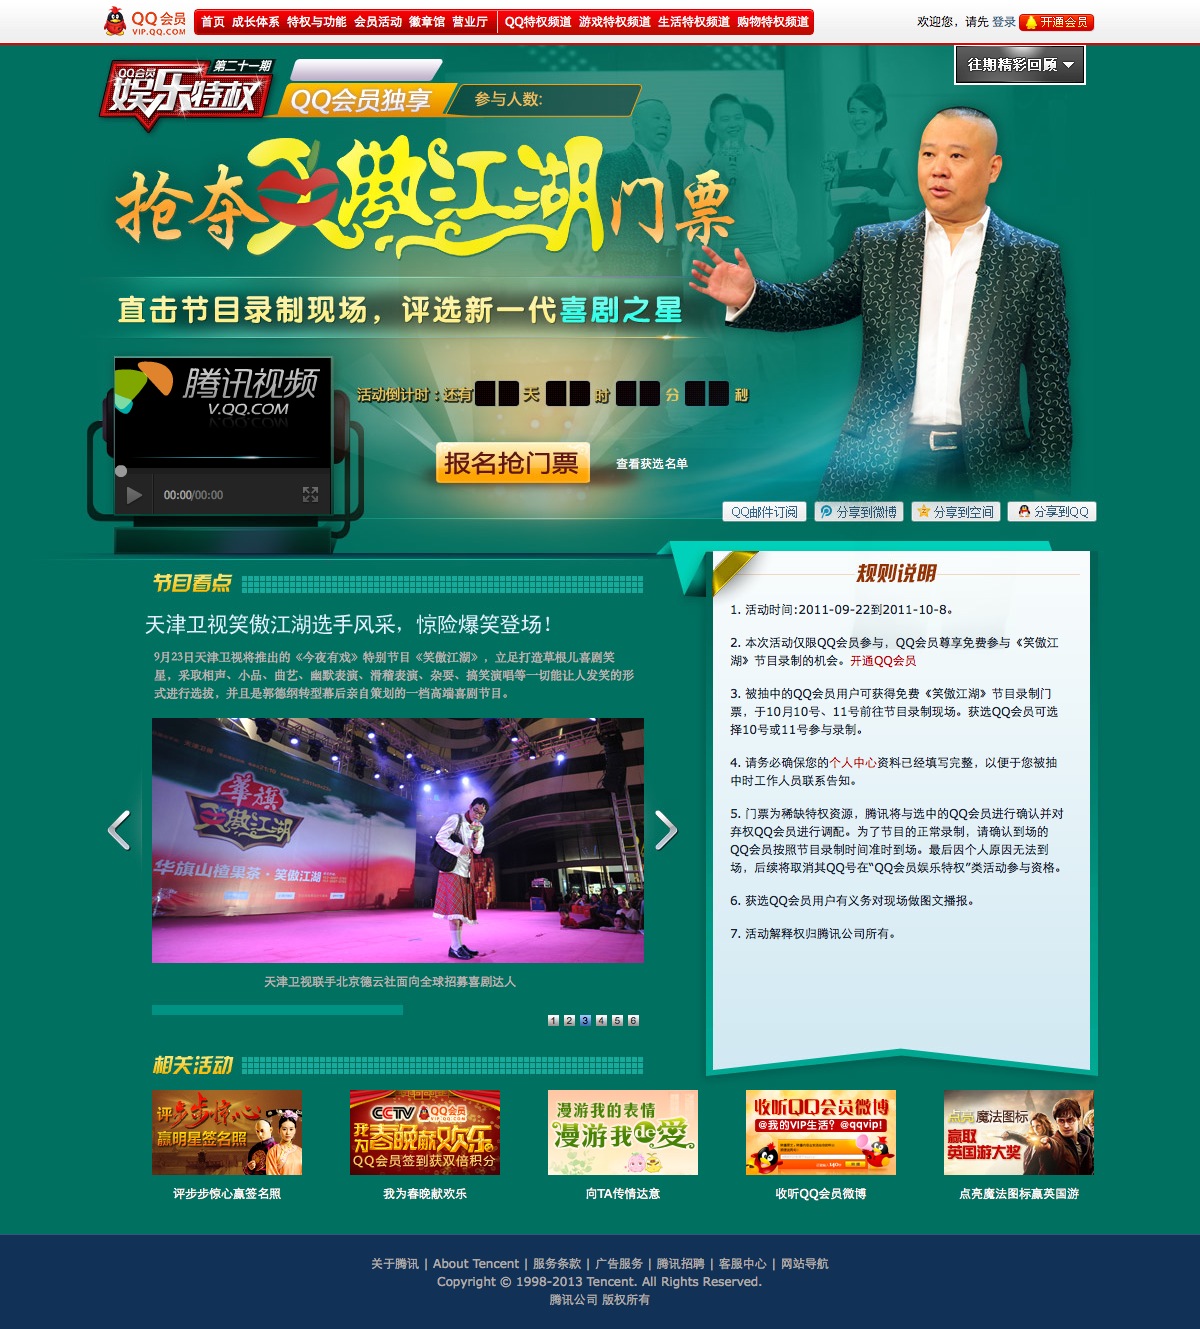 QQ会员
VIP.QQ.COM
首页 成长体系 特权与功能 会员活动 徽章馆 营业厅 QQ特权频道 游戏特权频道 生活特权频道 购物特权频道
欢迎您，请先 登录 开通会员
往期精彩回顾
第二十一期
QQ会员
娱乐特权
QQ会员独享
参与人数:
抢夺笑傲江湖门票
直击节目录制现场，评选新一代喜剧之星
腾讯视频
V.QQ.COM
活动倒计时：还有 天 时 分 秒
报名抢门票
查看获选名单
00:00/00:00
QQ邮件订阅 分享到微博 分享到空间 分享到QQ
节目看点
天津卫视笑傲江湖选手风采，惊险爆笑登场！
9月23日天津卫视将推出的《今夜有戏》特别节目《笑傲江湖》，立足打造草根儿喜剧笑
星，采取相声、小品、曲艺、幽默表演、滑稽表演、杂耍、搞笑演唱等一切能让人发笑的形
式进行选拔，并且是郭德纲转型幕后亲自策划的一档高端喜剧节目。
天津卫视
華旗
笑傲江湖
华旗山楂果茶·笑傲江湖
天津卫视联手北京德云社面向全球招募喜剧达人
1 2 3 4 5 6
规则说明
1. 活动时间:2011-09-22到2011-10-8。
2. 本次活动仅限QQ会员参与，QQ会员尊享免费参与《笑傲江
湖》节目录制的机会。开通QQ会员
3. 被抽中的QQ会员用户可获得免费《笑傲江湖》节目录制门
票，于10月10号、11号前往节目录制现场。获选QQ会员可选
择10号或11号参与录制。
4. 请务必确保您的个人中心资料已经填写完整，以便于您被抽
中时工作人员联系告知。
5. 门票为稀缺特权资源，腾讯将与选中的QQ会员进行确认并对
弃权QQ会员进行调配。为了节目的正常录制，请确认到场的
QQ会员按照节目录制时间准时到场。最后因个人原因无法到
场，后续将取消其QQ号在“QQ会员娱乐特权”类活动参与资格。
6. 获选QQ会员用户有义务对现场做图文播报。
7. 活动解释权归腾讯公司所有。
相关活动
评步步惊心
赢明星签名照
CCTV QQ会员
VIP.QQ.COM
我为春晚献欢乐
QQ会员签到获双倍积分
漫游我的表情
漫游我的愛
收听QQ会员微博
@我的VIP生活？@qqvip!
点亮魔法图标
赢取
英国游大奖
评步步惊心赢签名照
我为春晚献欢乐
向TA传情达意
收听QQ会员微博
点亮魔法图标赢英国游
关于腾讯 | About Tencent | 服务条款 | 广告服务 | 腾讯招聘 | 客服中心 | 网站导航
Copyright © 1998-2013 Tencent. All Rights Reserved.
腾讯公司 版权所有